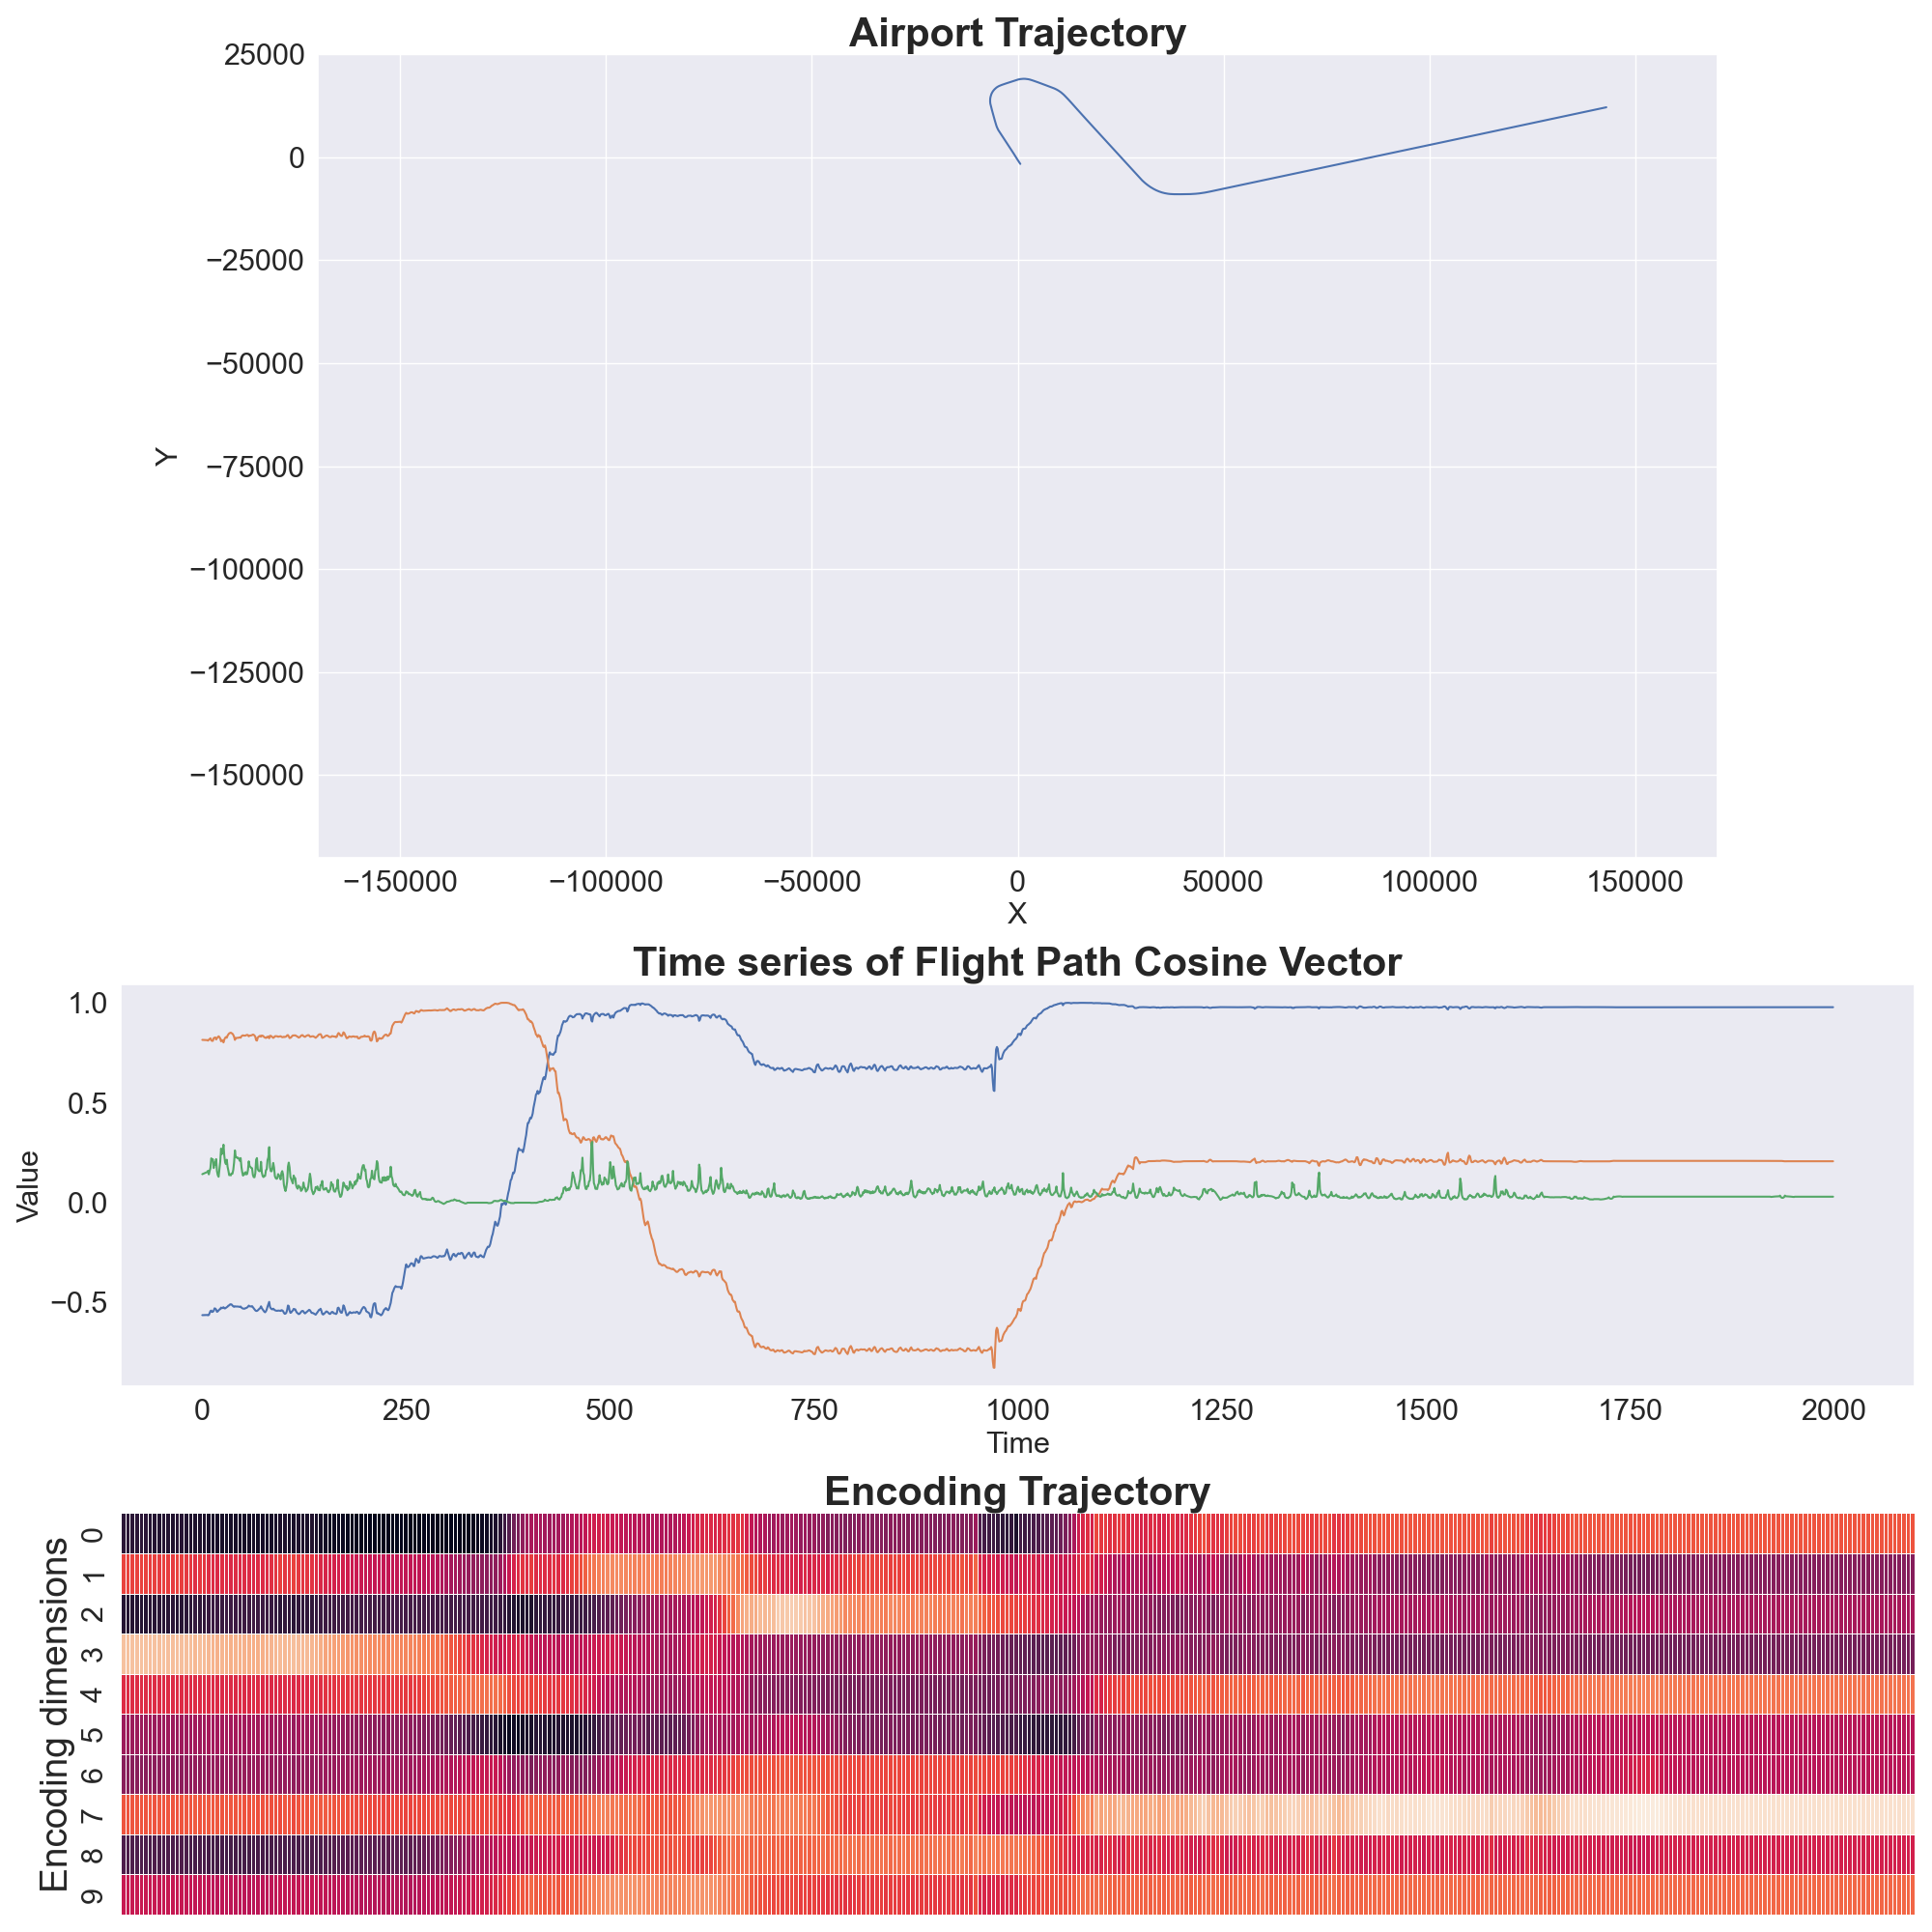 Airport Trajectory
25000
0
−25000
−50000
−75000
−100000
−125000
−150000
Y
−150000 −100000 −50000 0 50000 100000 150000
X
Time series of Flight Path Cosine Vector
1.0
0.5
0.0
−0.5
Value
0 250 500 750 1000 1250 1500 1750 2000
Time
Encoding Trajectory
Encoding dimensions
0
1
2
3
4
5
6
7
8
9